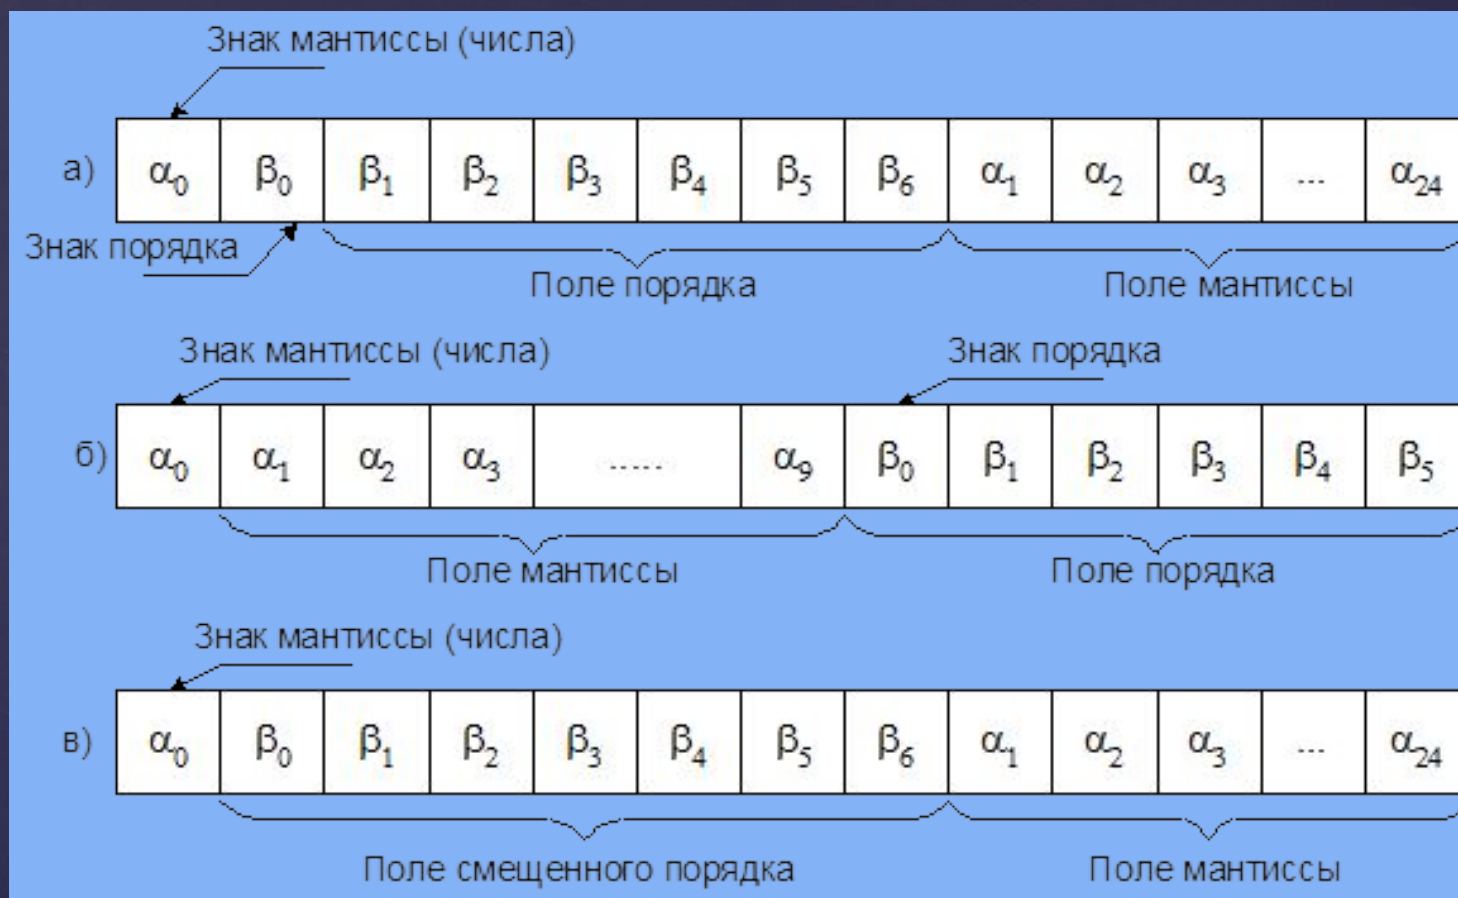 Знак мантиссы (числа)
а) α₀ β₀ β₁ β₂ β₃ β₄ β₅ β₆ α₁ α₂ α₃ ... α₂₄
Знак порядка
Поле порядка Поле мантиссы
Знак мантиссы (числа) Знак порядка
б) α₀ α₁ α₂ α₃ ..... α₉ β₀ β₁ β₂ β₃ β₄ β₅
Поле мантиссы Поле порядка
Знак мантиссы (числа)
в) α₀ β₀ β₁ β₂ β₃ β₄ β₅ β₆ α₁ α₂ α₃ ... α₂₄
Поле смещенного порядка Поле мантиссы